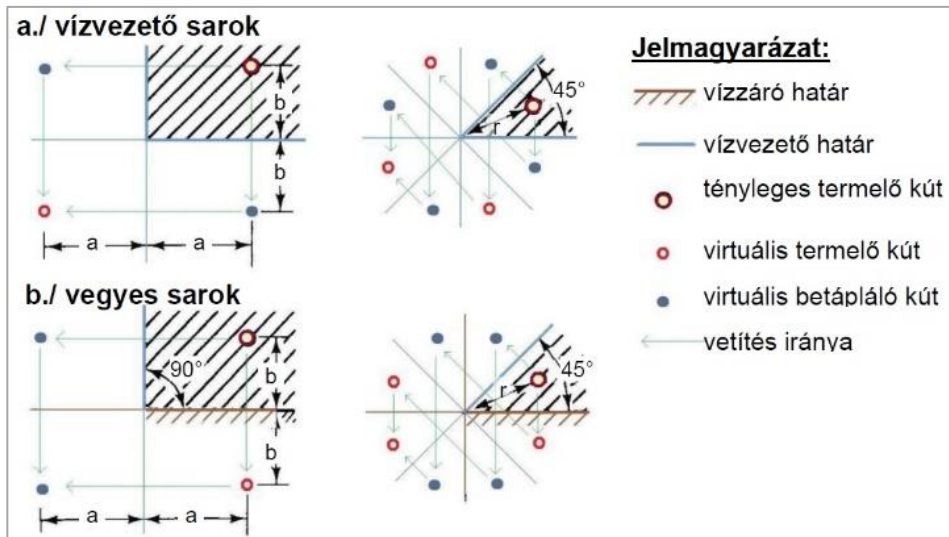 a./ vízvezető sarok
b
b
a
a
45°
r
b./ vegyes sarok
90°
b
b
a
a
45°
r
Jelmagyarázat:
vízzáró határ
vízvezető határ
tényleges termelő kút
virtuális termelő kút
virtuális betápláló kút
vetítés iránya